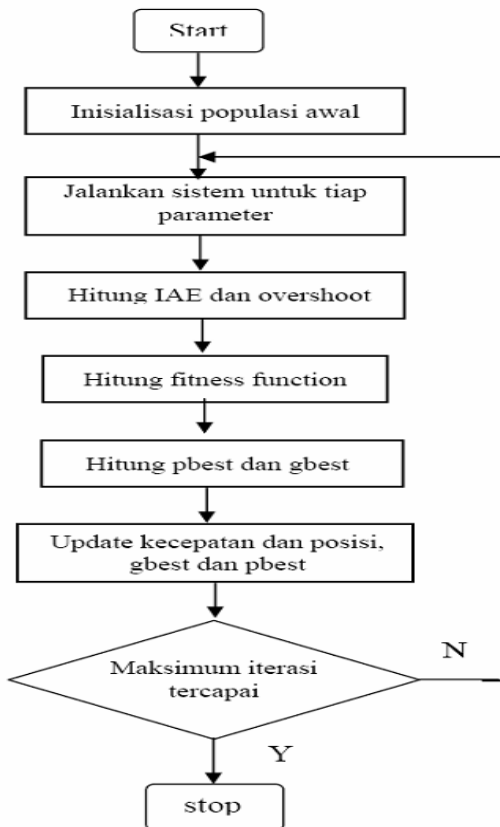 Start
Inisialisasi populasi awal
Jalankan sistem untuk tiap
parameter
Hitung IAE dan overshoot
Hitung fitness function
Hitung pbest dan gbest
Update kecepatan dan posisi,
gbest dan pbest
Maksimum iterasi
tercapai
N
Y
stop